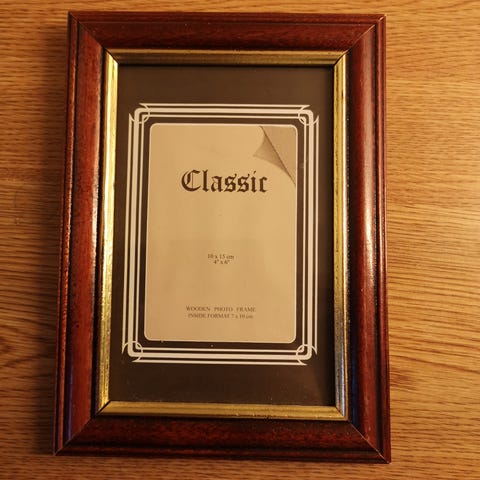 Classic
10 x 15 cm
4" x 6"
WOODEN PHOTO FRAME
INSIDE FORMAT 7 x 10 cm